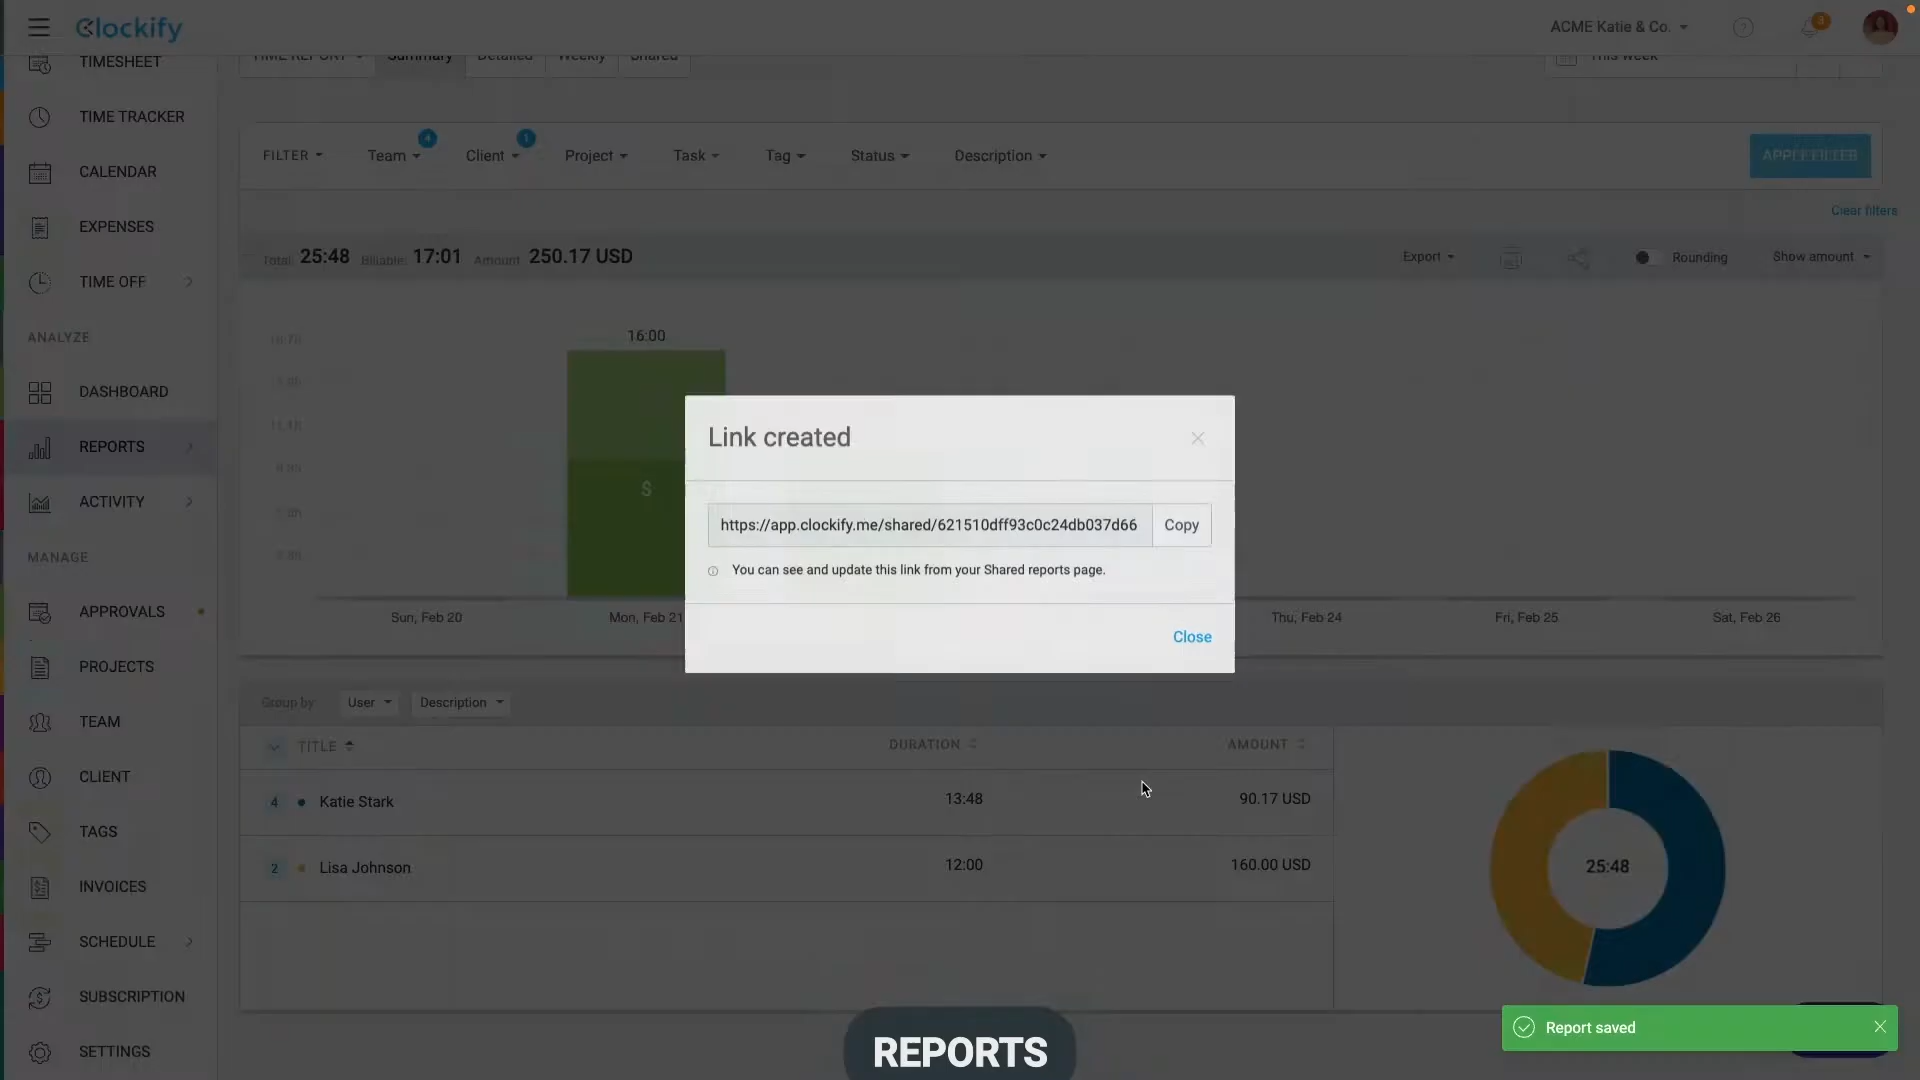 Clockify
ACME Katie & Co.
3
TIMESHEET
TIME TRACKER
CALENDAR
EXPENSES
TIME OFF
ANALYZE
DASHBOARD
REPORTS
ACTIVITY
MANAGE
APPROVALS
PROJECTS
TEAM
CLIENT
TAGS
INVOICES
SCHEDULE
SUBSCRIPTION
SETTINGS
TIME REPORT Summary Detailed Weekly Shared
This week
FILTER Team 4 Client 1 Project Task Tag Status Description
APPLY FILTER
Clear filters
Total: 25:48 Billable: 17:01 Amount: 250.17 USD
Export Rounding Show amount
16:00
$
Sun, Feb 20 Mon, Feb 21 Thu, Feb 24 Fri, Feb 25 Sat, Feb 26
Link created
https://app.clockify.me/shared/621510dff93c0c24db037d66 Copy
You can see and update this link from your Shared reports page.
Close
Group by: User Description
TITLE DURATION AMOUNT
4 Katie Stark 13:48 90.17 USD
2 Lisa Johnson 12:00 160.00 USD
25:48
Report saved
REPORTS